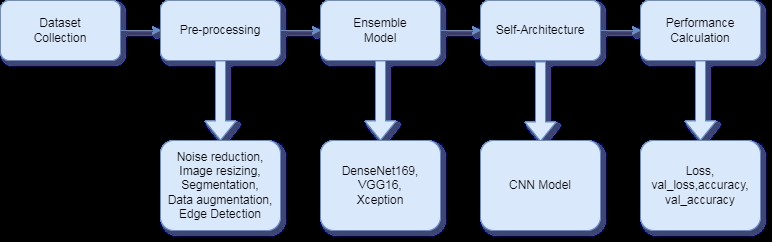 Dataset
Collection
Pre-processing
Ensemble
Model
Self-Architecture
Performance
Calculation
Noise reduction,
Image resizing,
Segmentation,
Data augmentation,
Edge Detection
DenseNet169,
VGG16,
Xception
CNN Model
Loss,
val_loss,accuracy,
val_accuracy